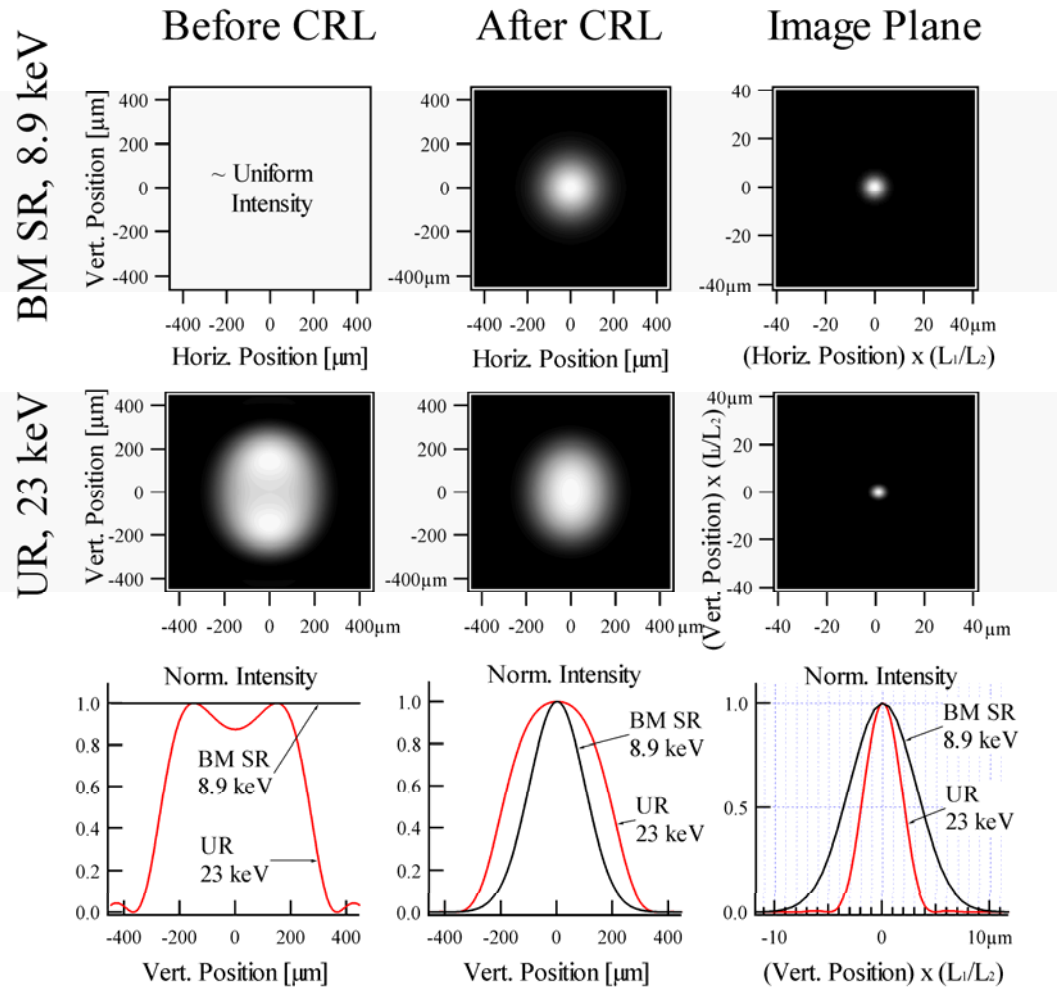 Before CRL
After CRL
Image Plane
BM SR, 8.9 keV
Vert. Position [µm]
400
200
0
-200
-400
~ Uniform
Intensity
-400 -200 0 200 400
Horiz. Position [µm]
400
200
0
-200
-400µm
-400 -200 0 200 400
Horiz. Position [µm]
40
20
0
-20
-40µm
-40 -20 0 20 40µm
(Horiz. Position) x (L₁/L₂)
UR, 23 keV
Vert. Position [µm]
400
200
0
-200
-400
-400 -200 0 200 400µm
400
200
0
-200
-400µm
-400 -200 0 200 400 µm
(Vert. Position) x (L/L₂)
40µm
20
0
-20
-40
-40 -20 0 20 40 µm
Norm. Intensity
1.0
0.8
0.6
0.4
0.2
0.0
BM SR
8.9 keV
UR
23 keV
-400 -200 0 200 400
Vert. Position [µm]
Norm. Intensity
1.0
0.8
0.6
0.4
0.2
0.0
BM SR
8.9 keV
UR
23 keV
-400 -200 0 200 400
Vert. Position [µm]
Norm. Intensity
1.0
0.5
0.0
BM SR
8.9 keV
UR
23 keV
-10 0 10µm
(Vert. Position) x (L₁/L₂)